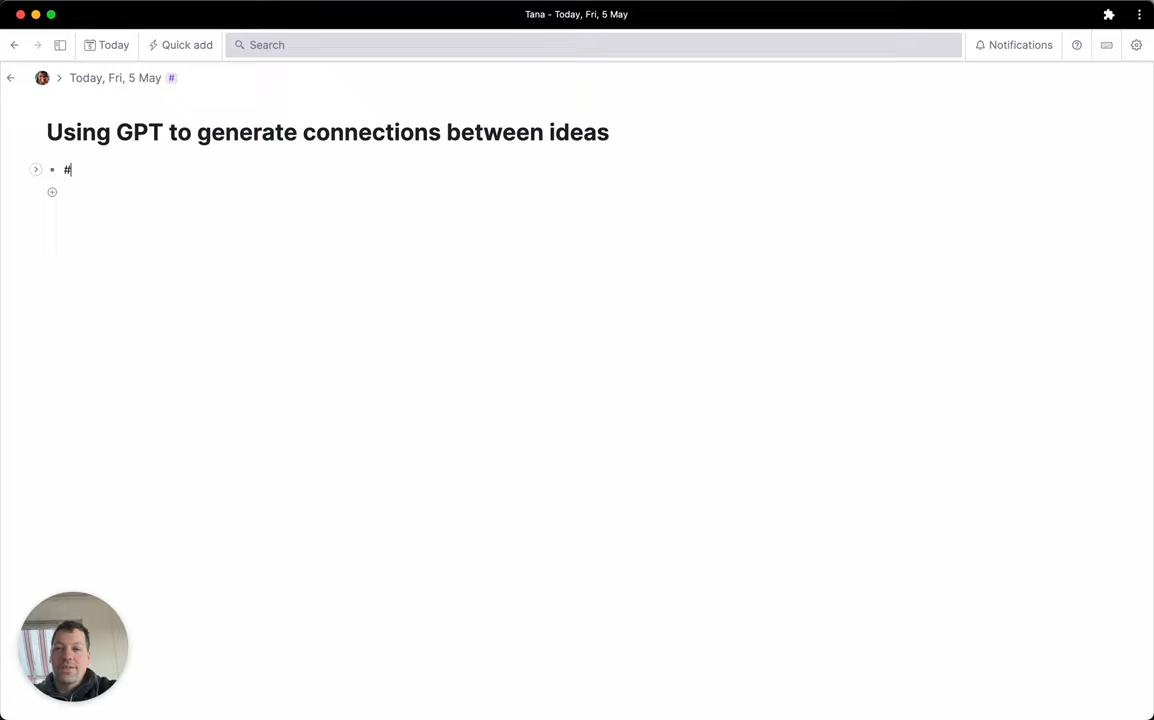 Tana - Today, Fri, 5 May
Today
Quick add
Search
Notifications
Today, Fri, 5 May #
Using GPT to generate connections between ideas
#